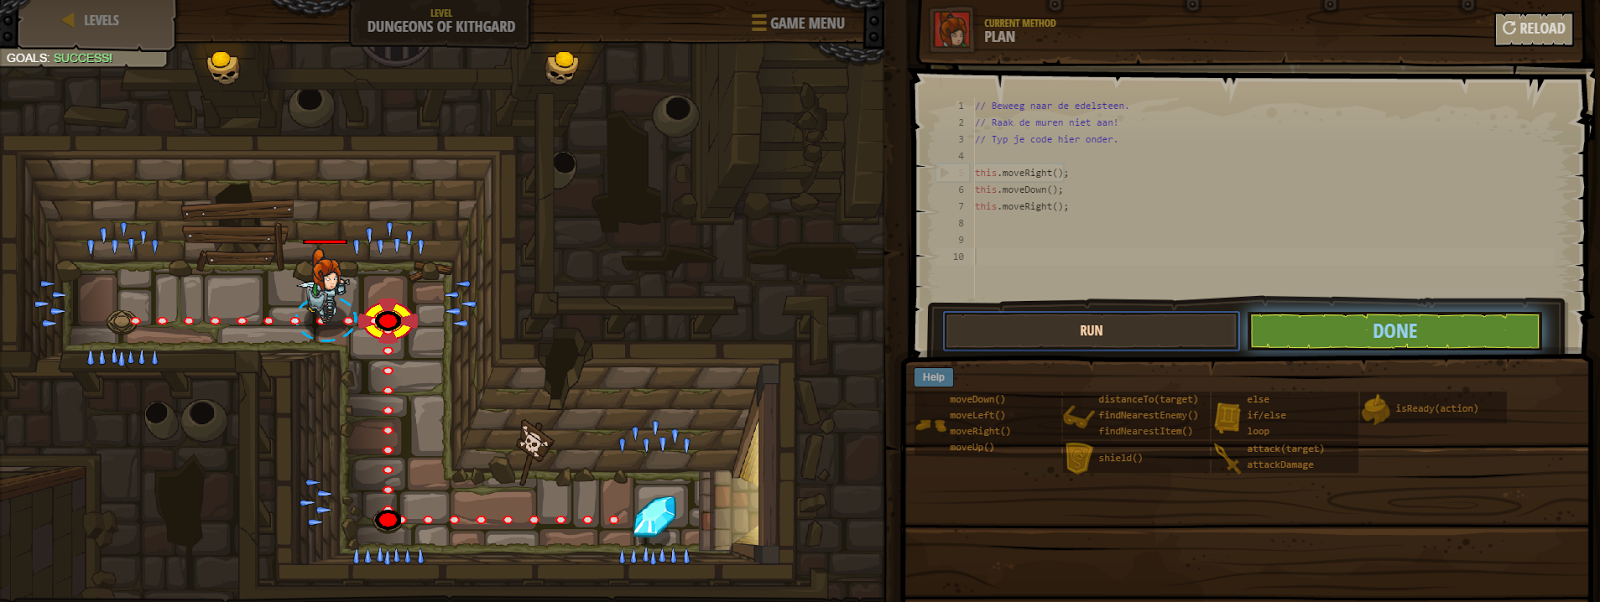 LEVELS
LEVEL
DUNGEONS OF KITHGARD
GAME MENU
GOALS: SUCCESS!
CURRENT METHOD
PLAN
RELOAD
1 // Beweeg naar de edelsteen.
2 // Raak de muren niet aan!
3 // Typ je code hier onder.
4
5 this.moveRight();
6 this.moveDown();
7 this.moveRight();
8
9
10
RUN
DONE
Help
moveDown()
moveLeft()
moveRight()
moveUp()
distanceTo(target)
findNearestEnemy()
findNearestItem()
shield()
else
if/else
loop
attack(target)
attackDamage
isReady(action)